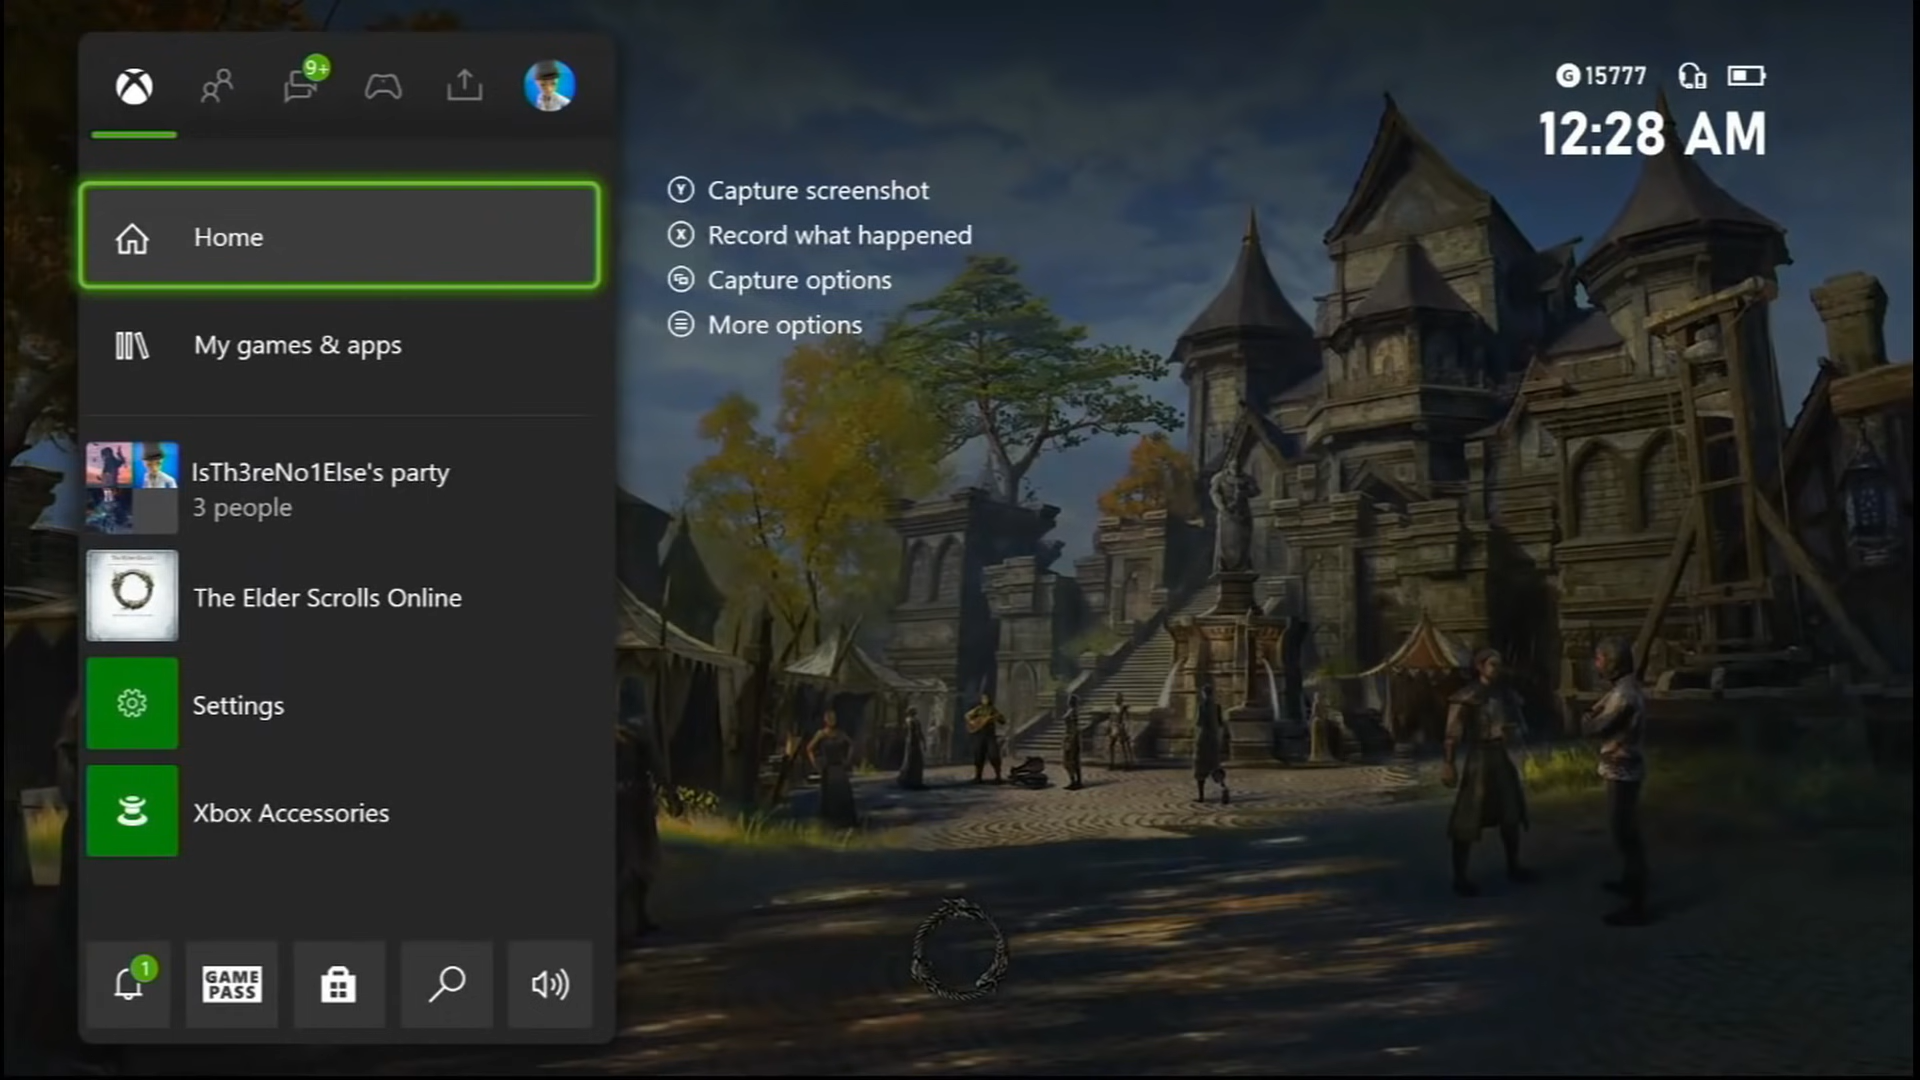 9+
G 15777
12:28 AM
Home
Y Capture screenshot
X Record what happened
Capture options
More options
My games & apps
IsTh3reNo1Else's party
3 people
The Elder Scrolls Online
Settings
Xbox Accessories
1
GAME
PASS